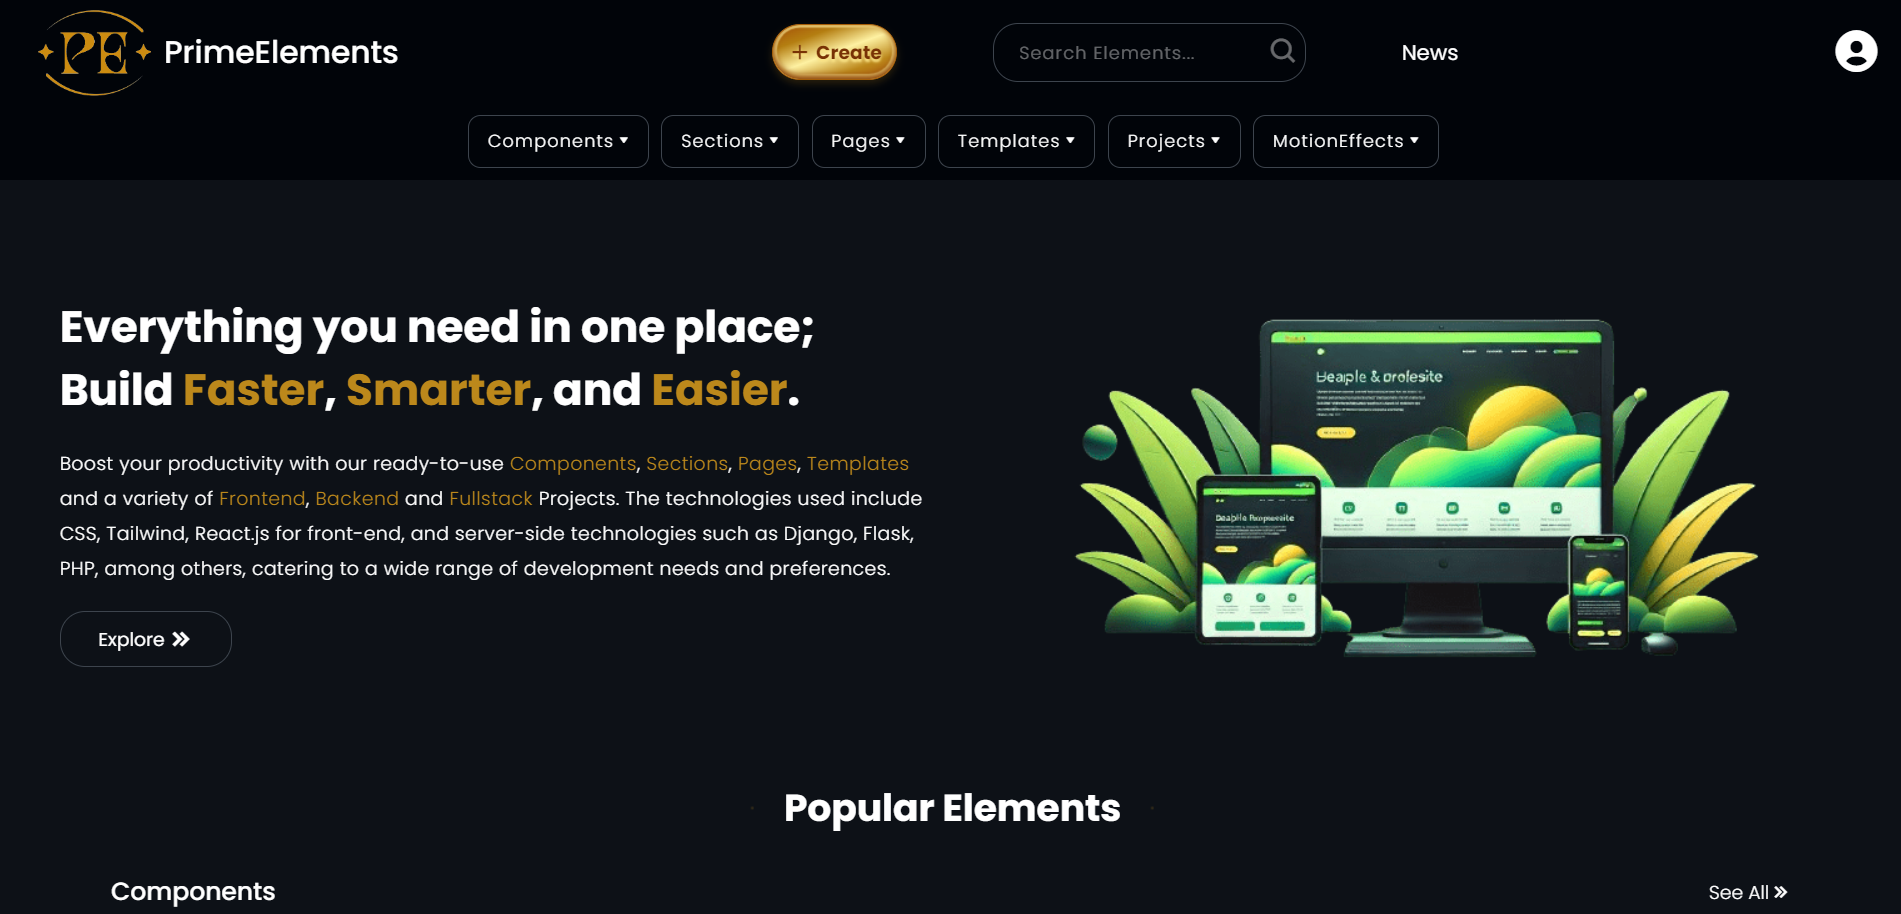 PE PrimeElements
+ Create
Search Elements...
News
Components
Sections
Pages
Templates
Projects
MotionEffects
Everything you need in one place;
Build Faster, Smarter, and Easier.
Boost your productivity with our ready-to-use Components, Sections, Pages, Templates
and a variety of Frontend, Backend and Fullstack Projects. The technologies used include
CSS, Tailwind, React.js for front-end, and server-side technologies such as Django, Flask,
PHP, among others, catering to a wide range of development needs and preferences.
Explore
Beaiple & drolesite
Popular Elements
Components
See All